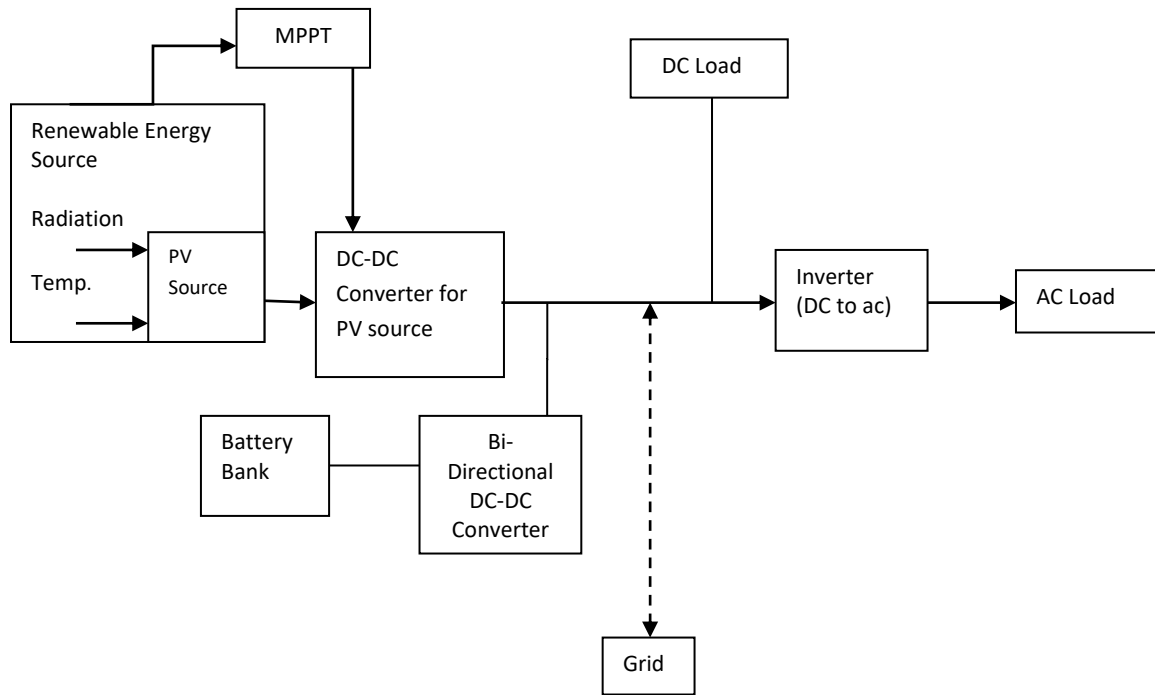 MPPT
DC Load
Renewable Energy
Source
Radiation
Temp.
PV
Source
DC-DC
Converter for
PV source
Inverter
(DC to ac)
AC Load
Battery
Bank
Bi-
Directional
DC-DC
Converter
Grid